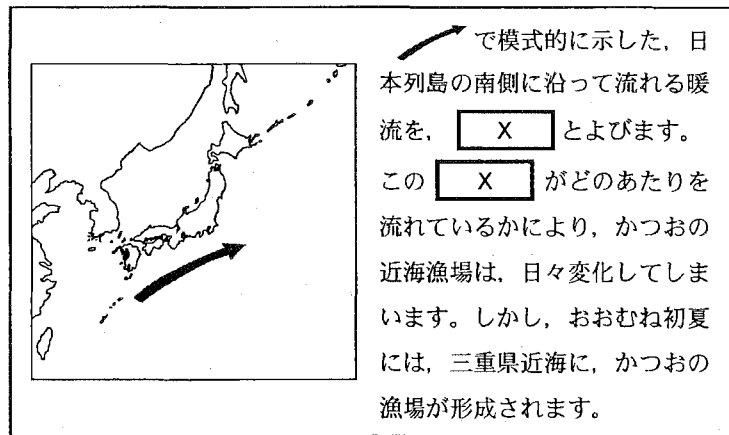 で模式的に示した，日
本列島の南側に沿って流れる暖
流を， X とよびます。
この X がどのあたりを
流れているかにより，かつおの
近海漁場は，日々変化してしま
います。しかし，おおむね初夏
には，三重県近海に，かつおの
漁場が形成されます。